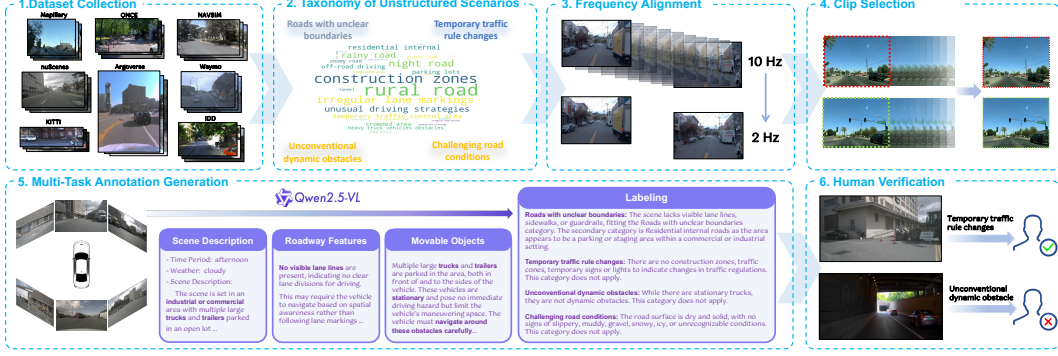 1.Dataset Collection
Mapillary
ONCE
NAVSIM
nuScenes
Argoverse
Waymo
KITTI
IDD
2. Taxonomy of Unstructured Scenarios
Roads with unclear
boundaries
Temporary traffic
rule changes
residential internal
rainy road
snowy road
night road
off-road driving
parking lots
construction zones
tunnel
rural road
irregular lane markings
unusual driving strategies
temporary traffic control area
crowded area
heavy truck vehicles obstacles
Unconventional
dynamic obstacles
Challenging road
conditions
3. Frequency Alignment
10 Hz
2 Hz
4. Clip Selection
5. Multi-Task Annotation Generation
Qwen2.5-VL
Scene Description
- Time Period: afternoon
- Weather: cloudy
- Scene Description:
The scene is set in an
industrial or commercial
area with multiple large
trucks and trailers parked
in an open lot ...
Roadway Features
No visible lane lines are
present, indicating no clear
lane divisions for driving.
This may require the vehicle
to navigate based on spatial
awareness rather than
following lane markings ...
Movable Objects
Multiple large trucks and trailers
are parked in the area, both in
front of and to the sides of the
vehicle. These vehicles are
stationary and pose no immediate
driving hazard but limit the
vehicle's maneuvering space. The
vehicle must navigate around
these obstacles carefully...
Labeling
Roads with unclear boundaries: The scene lacks visible lane lines,
sidewalks, or guardrails, fitting the Roads with unclear boundaries
category. The secondary category is Residential internal roads as the area
appears to be a parking or staging area within a commercial or industrial
setting.
Temporary traffic rule changes: There are no construction zones, traffic
cones, temporary signs or lights to indicate changes in traffic regulations.
This category does not apply.
Unconventional dynamic obstacles: While there are stationary trucks,
they are not dynamic obstacles. This category does not apply.
Challenging road conditions: The road surface is dry and solid, with no
signs of slippery, muddy, gravel, snowy, icy, or unrecognizable conditions.
This category does not apply.
6. Human Verification
Temporary traffic
rule changes
Unconventional
dynamic obstacle